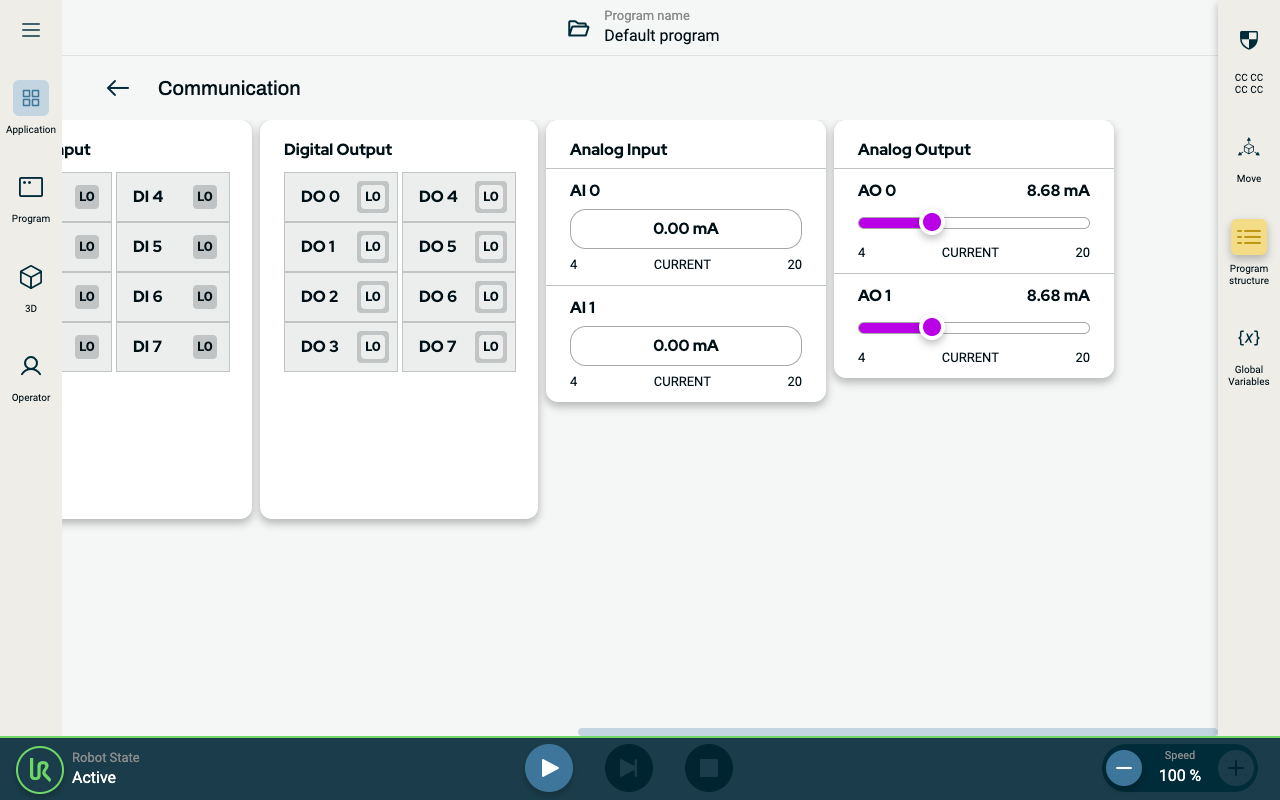 Program name
Default program
Communication
Application
Program
3D
Operator
nput
LO DI 4 LO
LO DI 5 LO
LO DI 6 LO
LO DI 7 LO
Digital Output
DO 0 LO DO 4 LO
DO 1 LO DO 5 LO
DO 2 LO DO 6 LO
DO 3 LO DO 7 LO
Analog Input
AI 0
0.00 mA
4 CURRENT 20
AI 1
0.00 mA
4 CURRENT 20
Analog Output
AO 0 8.68 mA
4 CURRENT 20
AO 1 8.68 mA
4 CURRENT 20
CC CC
CC CC
Move
Program
structure
{x}
Global
Variables
UR
Robot State
Active
Speed
100 %